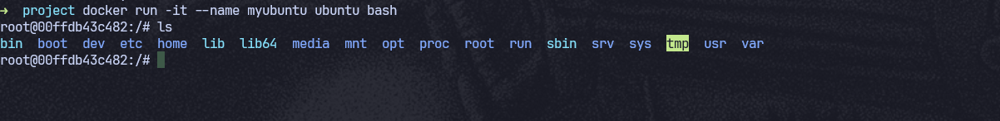 → project docker run -it --name myubuntu ubuntu bash
root@00ffdb43c482:/# ls
bin boot dev etc home lib lib64 media mnt opt proc root run sbin srv sys tmp usr var
root@00ffdb43c482:/#